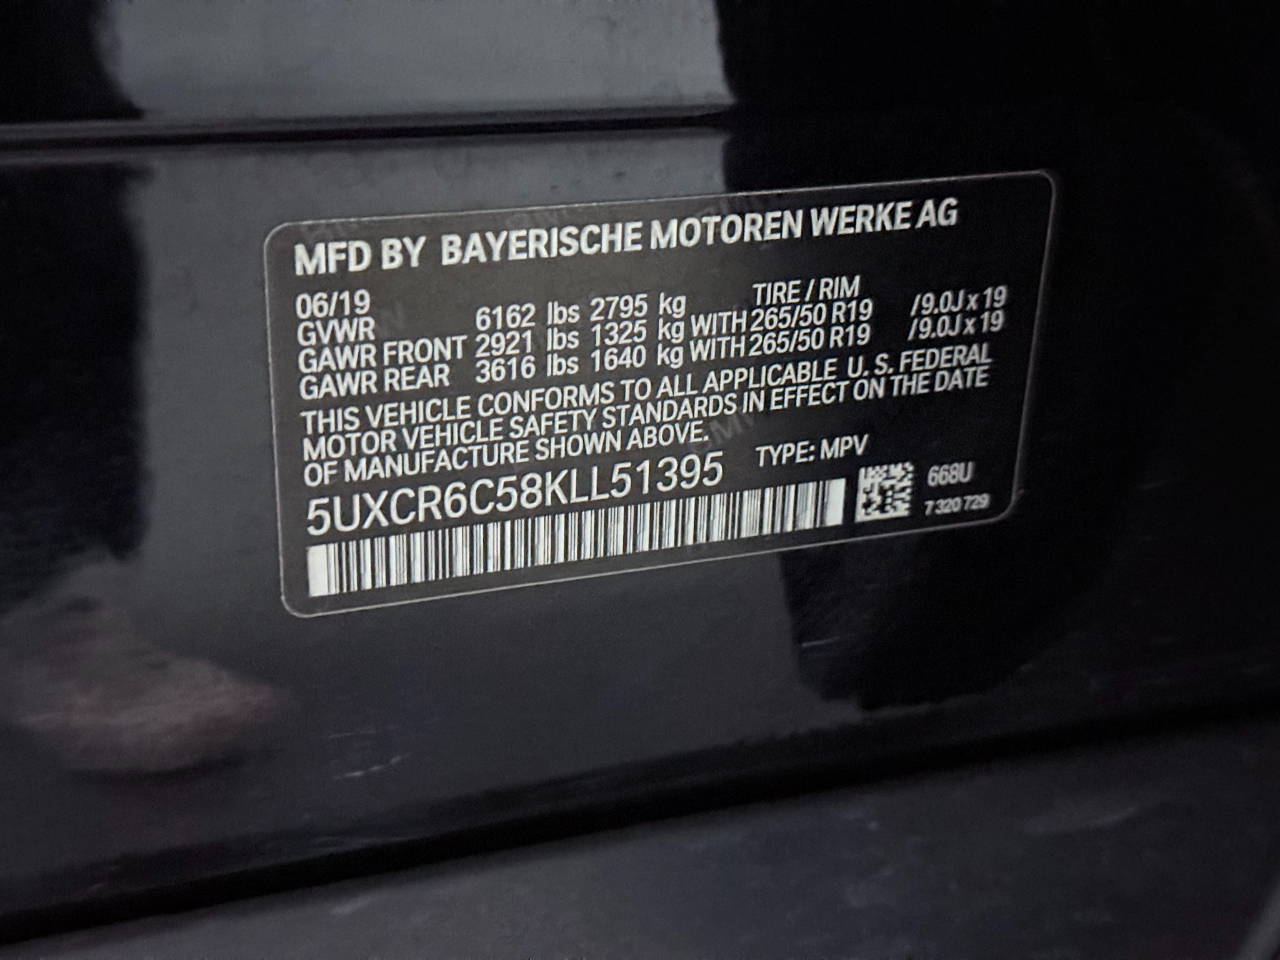 MFD BY BAYERISCHE MOTOREN WERKE AG
06/19 TIRE / RIM
GVWR 6162 lbs 2795 kg
GAWR FRONT 2921 lbs 1325 kg WITH 265/50 R19 /9.0J x 19
GAWR REAR 3616 lbs 1640 kg WITH 265/50 R19 /9.0J x 19
THIS VEHICLE CONFORMS TO ALL APPLICABLE U. S. FEDERAL
MOTOR VEHICLE SAFETY STANDARDS IN EFFECT ON THE DATE
OF MANUFACTURE SHOWN ABOVE.
5UXCR6C58KLL51395 TYPE: MPV
668U
7 320 729